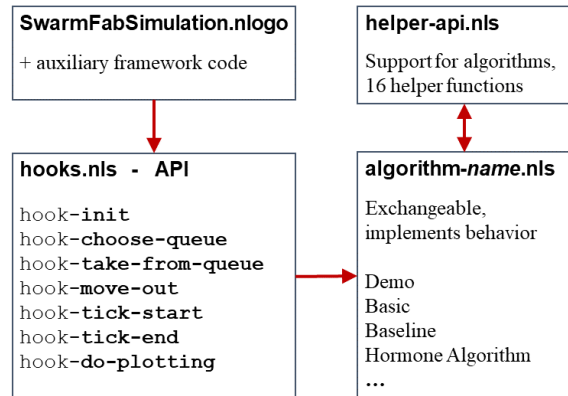 SwarmFabSimulation.nlogo
+ auxiliary framework code
helper-api.nls
Support for algorithms,
16 helper functions
hooks.nls - API
hook-init
hook-choose-queue
hook-take-from-queue
hook-move-out
hook-tick-start
hook-tick-end
hook-do-plotting
algorithm-name.nls
Exchangeable,
implements behavior
Demo
Basic
Baseline
Hormone Algorithm
...